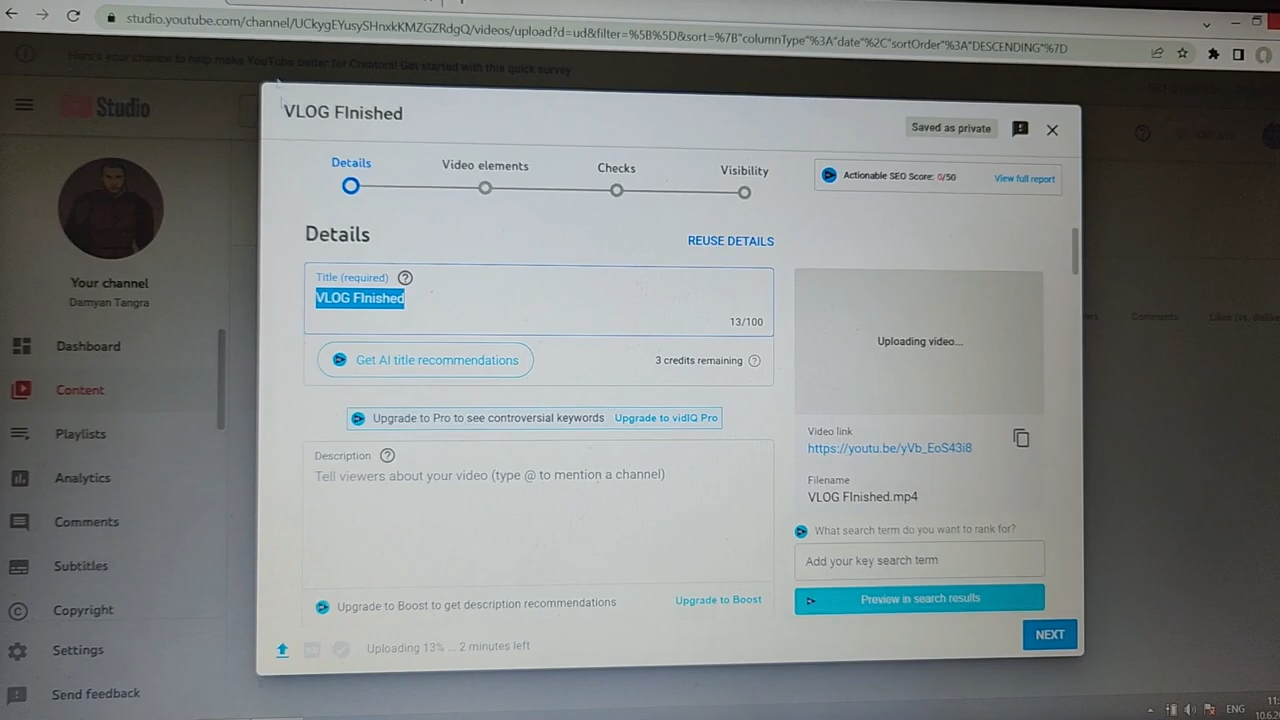 studio.youtube.com/channel/UCkygEYusySHnxkKMZGZRdgQ/videos/upload?d=ud&filter=%5B%5D&sort=%7B"columnType"%3A"date"%2C"sortOrder"%3A"DESCENDING"%7D
Here's your chance to help make YouTube better for Creators! Get started with this quick survey
Studio
VLOG FInished
Saved as private
Details
Video elements
Checks
Visibility
Actionable SEO Score: 0/50
View full report
Your channel
Damyan Tangra
Dashboard
Content
Playlists
Analytics
Comments
Subtitles
Copyright
Settings
Send feedback
Details
REUSE DETAILS
Title (required)
VLOG FInished
13/100
Get AI title recommendations
3 credits remaining
Upgrade to Pro to see controversial keywords Upgrade to vidIQ Pro
Description
Tell viewers about your video (type @ to mention a channel)
Upgrade to Boost to get description recommendations
Upgrade to Boost
Uploading video...
Video link
https://youtu.be/yVb_EoS43i8
Filename
VLOG FInished.mp4
What search term do you want to rank for?
Add your key search term
Preview in search results
Uploading 13% ... 2 minutes left
NEXT
Comments
ENG